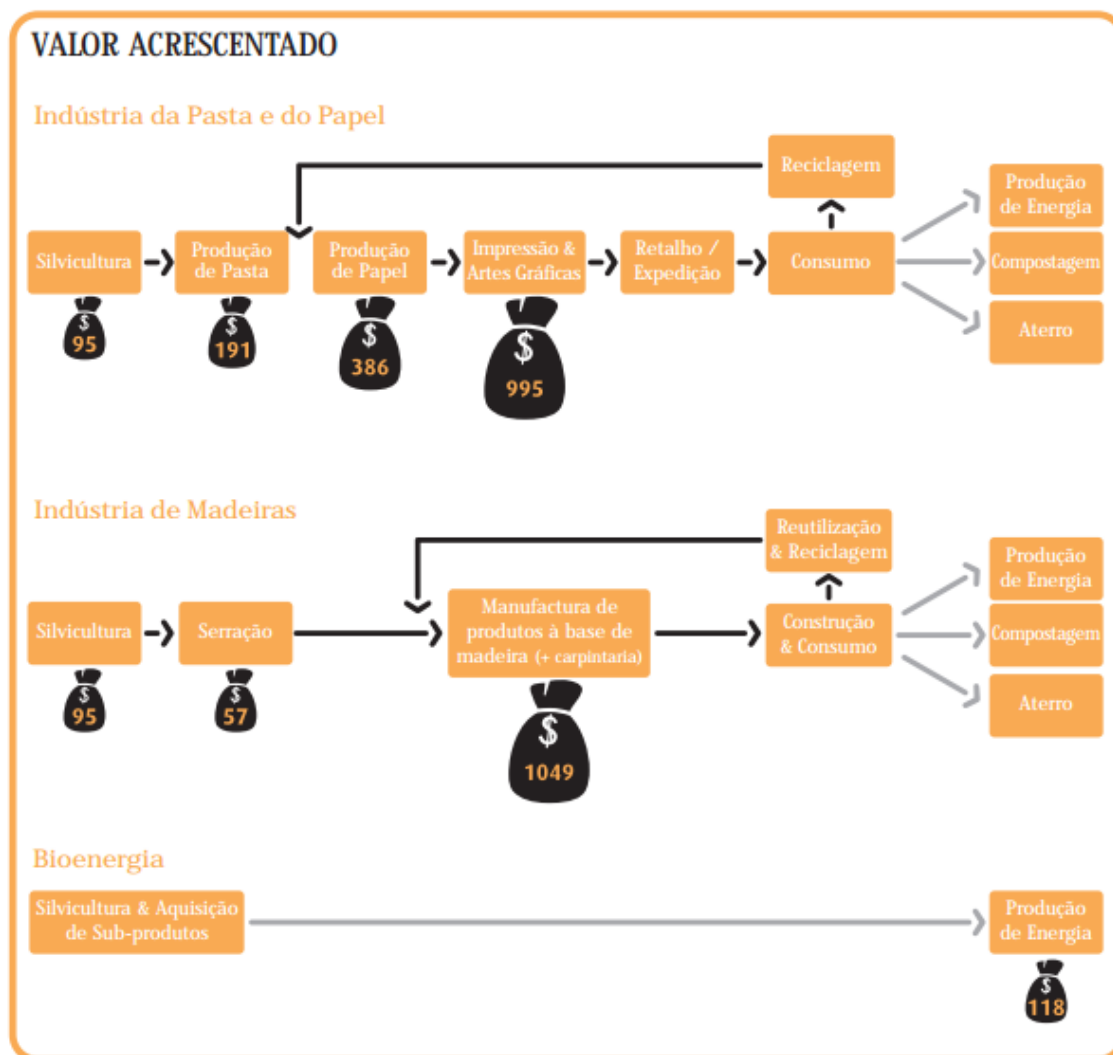 VALOR ACRESCENTADO
Indústria da Pasta e do Papel
Reciclagem
Produção
de Energia
Silvicultura
Produção
de Pasta
Produção
de Papel
Impressão &
Artes Gráficas
Retalho /
Expedição
Consumo
Compostagem
Aterro
$
95
$
191
$
386
$
995
Indústria de Madeiras
Reutilização
& Reciclagem
Produção
de Energia
Silvicultura
Serração
Manufactura de
produtos à base de
madeira (+ carpintaria)
Construção
& Consumo
Compostagem
Aterro
$
95
$
57
$
1049
Bioenergia
Silvicultura & Aquisição
de Sub-produtos
Produção
de Energia
$
118